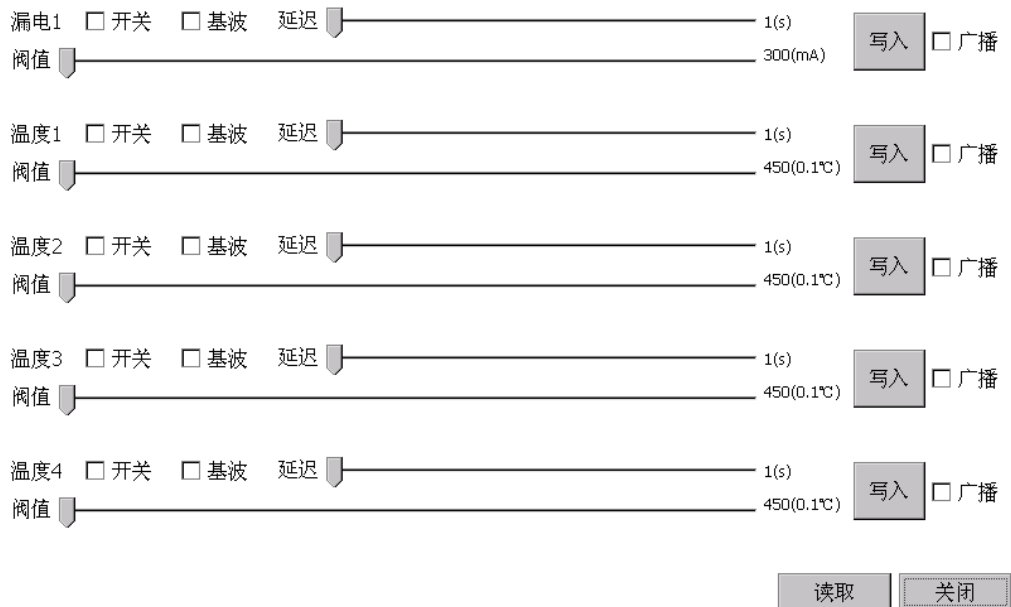 漏电1 开关 基波 延迟 1(s)
阀值 300(mA)
写入 广播
温度1 开关 基波 延迟 1(s)
阀值 450(0.1℃)
写入 广播
温度2 开关 基波 延迟 1(s)
阀值 450(0.1℃)
写入 广播
温度3 开关 基波 延迟 1(s)
阀值 450(0.1℃)
写入 广播
温度4 开关 基波 延迟 1(s)
阀值 450(0.1℃)
写入 广播
读取 关闭